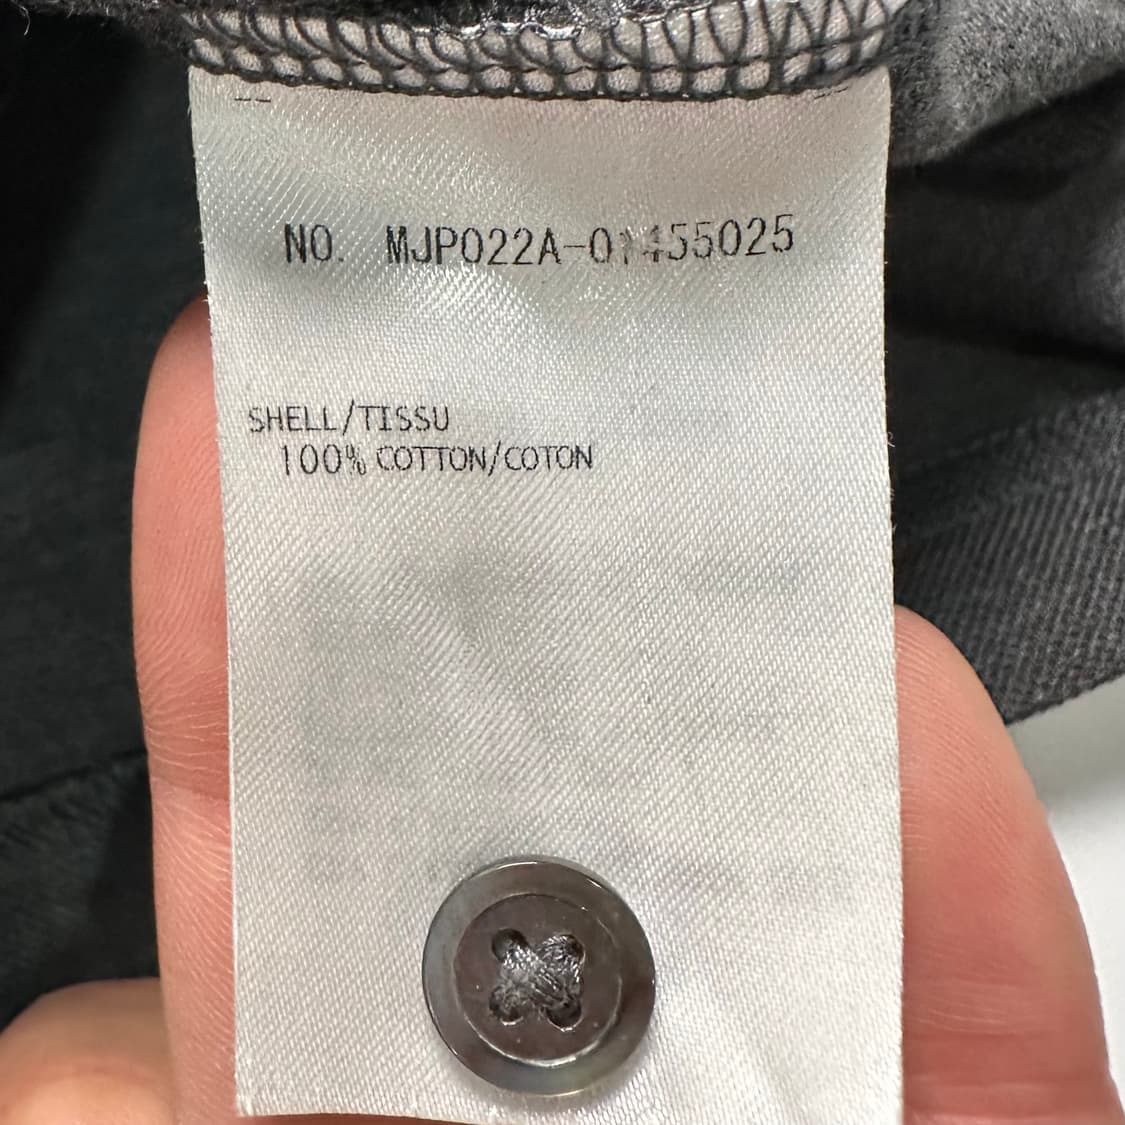 NO. MJP022A-01455025
SHELL/TISSU
100% COTTON/COTON